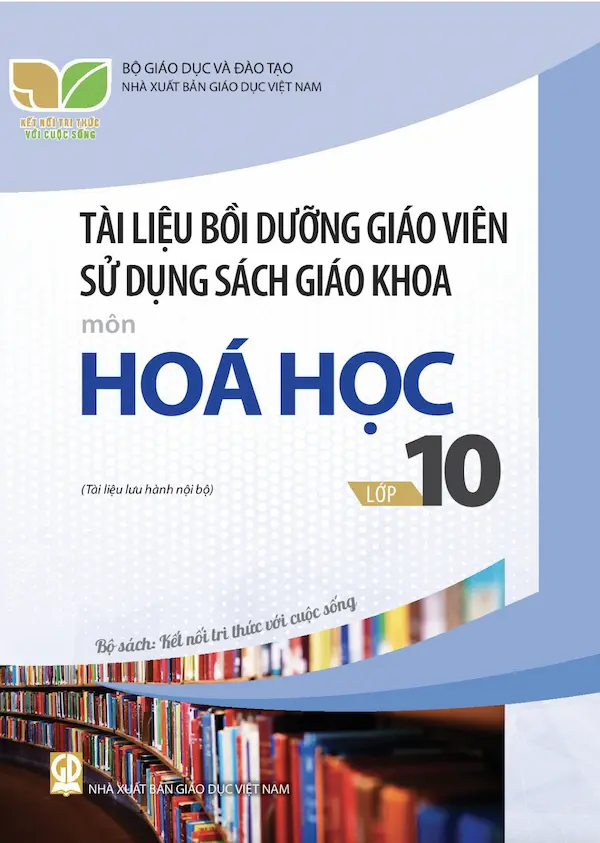 BỘ GIÁO DỤC VÀ ĐÀO TẠO
NHÀ XUẤT BẢN GIÁO DỤC VIỆT NAM
KẾT NỐI TRI THỨC
VỚI CUỘC SỐNG
TÀI LIỆU BỒI DƯỠNG GIÁO VIÊN
SỬ DỤNG SÁCH GIÁO KHOA
môn
HOÁ HỌC
LỚP 10
(Tài liệu lưu hành nội bộ)
Bộ sách: Kết nối tri thức với cuộc sống
NHÀ XUẤT BẢN GIÁO DỤC VIỆT NAM